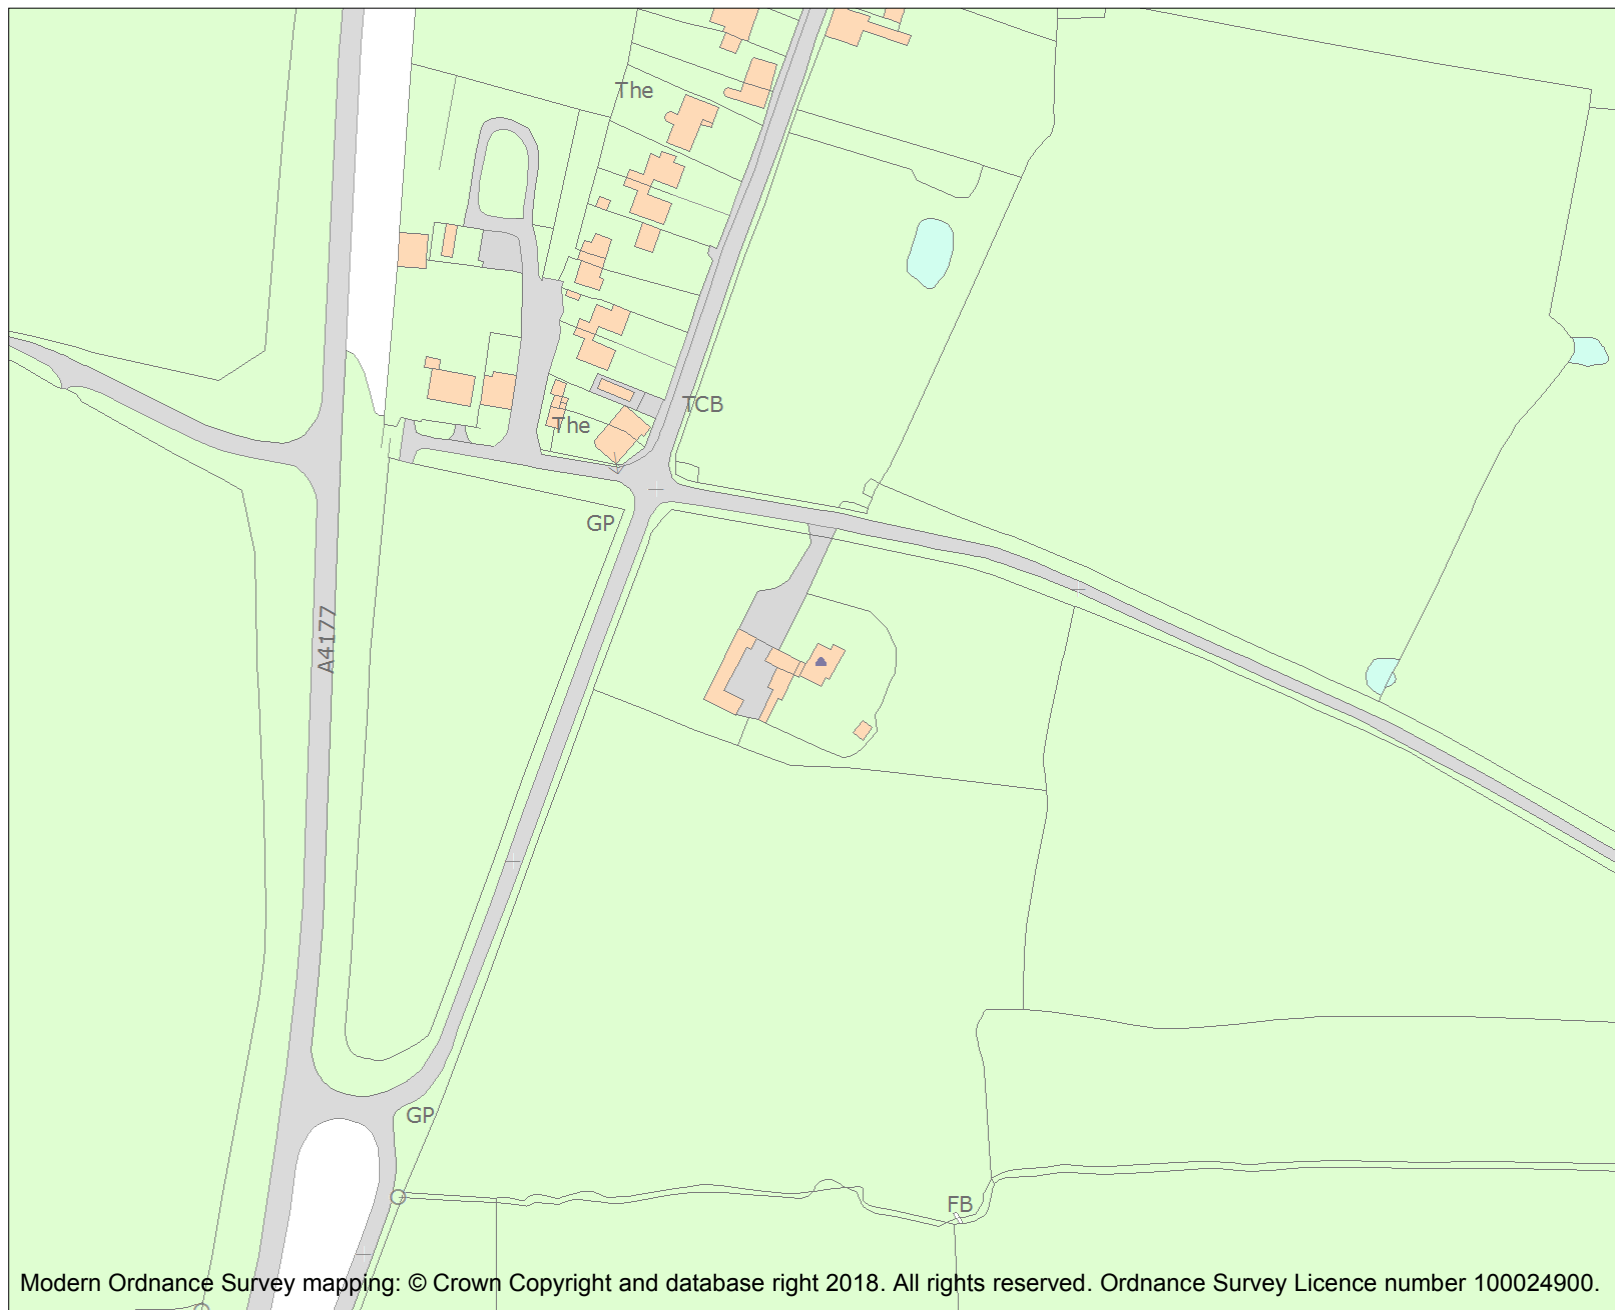 The
TCB
The
GP
A4177
GP
FB
Modern Ordnance Survey mapping: © Crown Copyright and database right 2018. All rights reserved. Ordnance Survey Licence number 100024900.